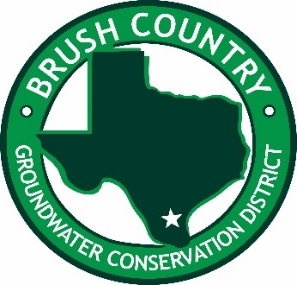 BRUSH COUNTRY
GROUNDWATER CONSERVATION DISTRICT